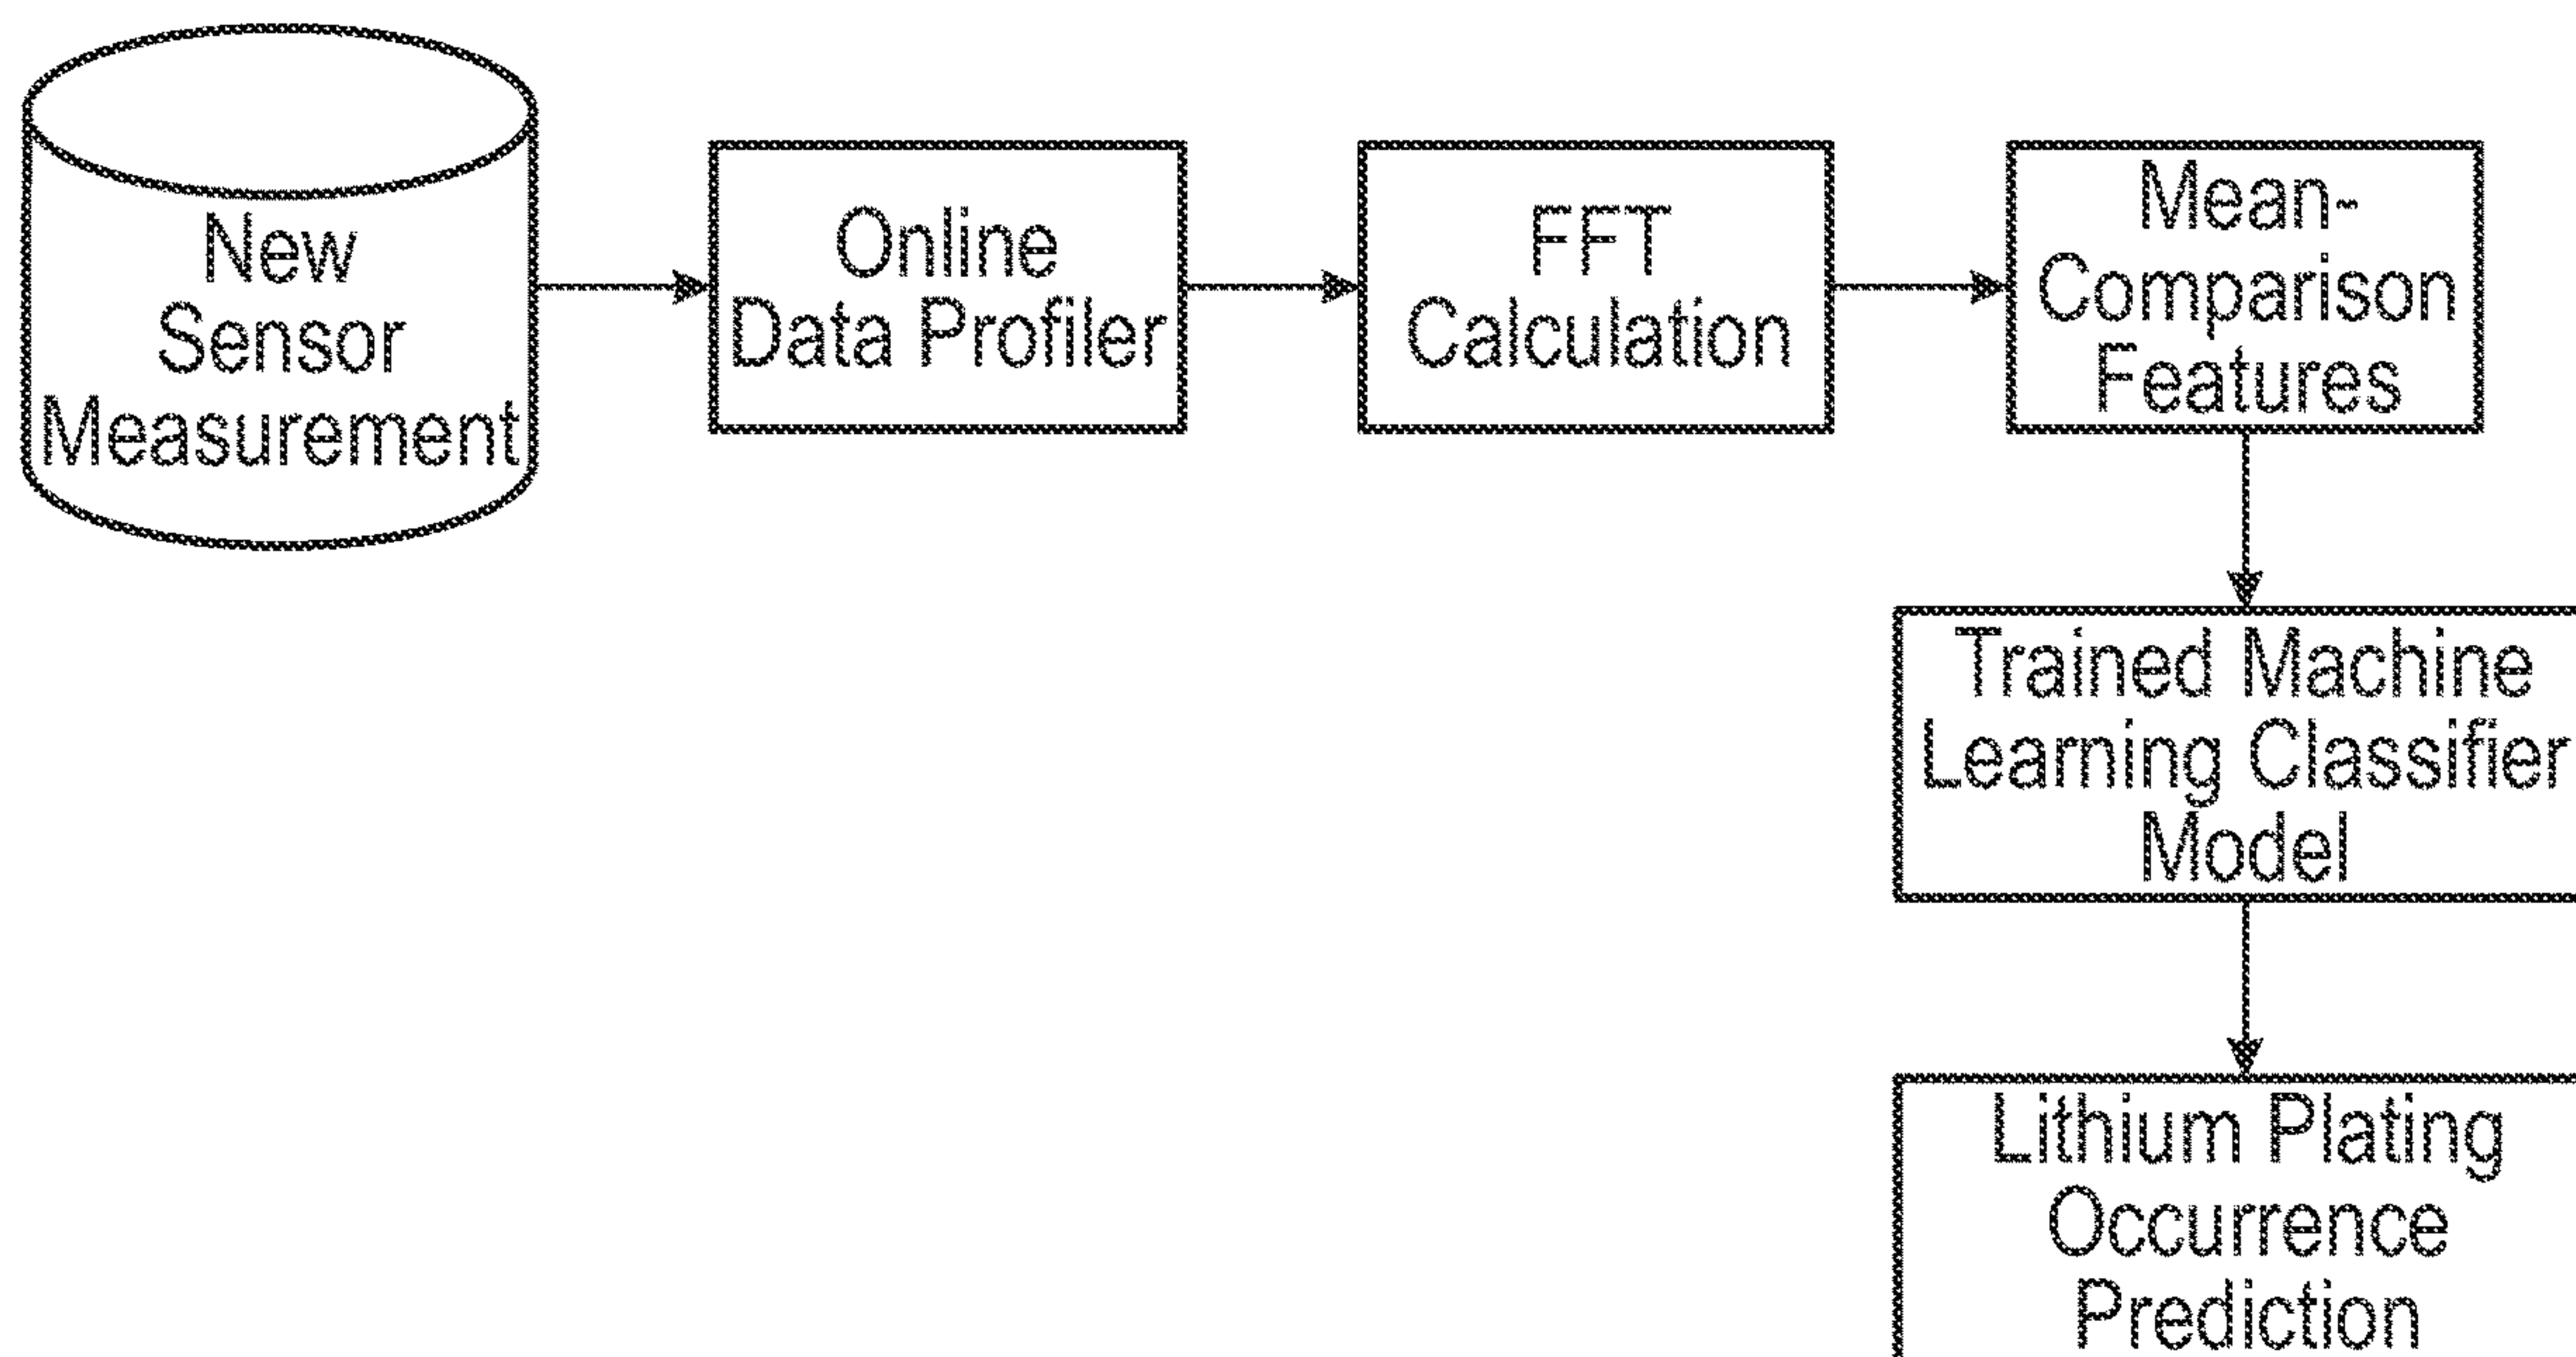 New
Sensor
Measurement
Online
Data Profiler
FFT
Calculation
Mean-
Comparison
Features
Trained Machine
Learning Classifier
Model
Lithium Plating
Occurrence
Prediction